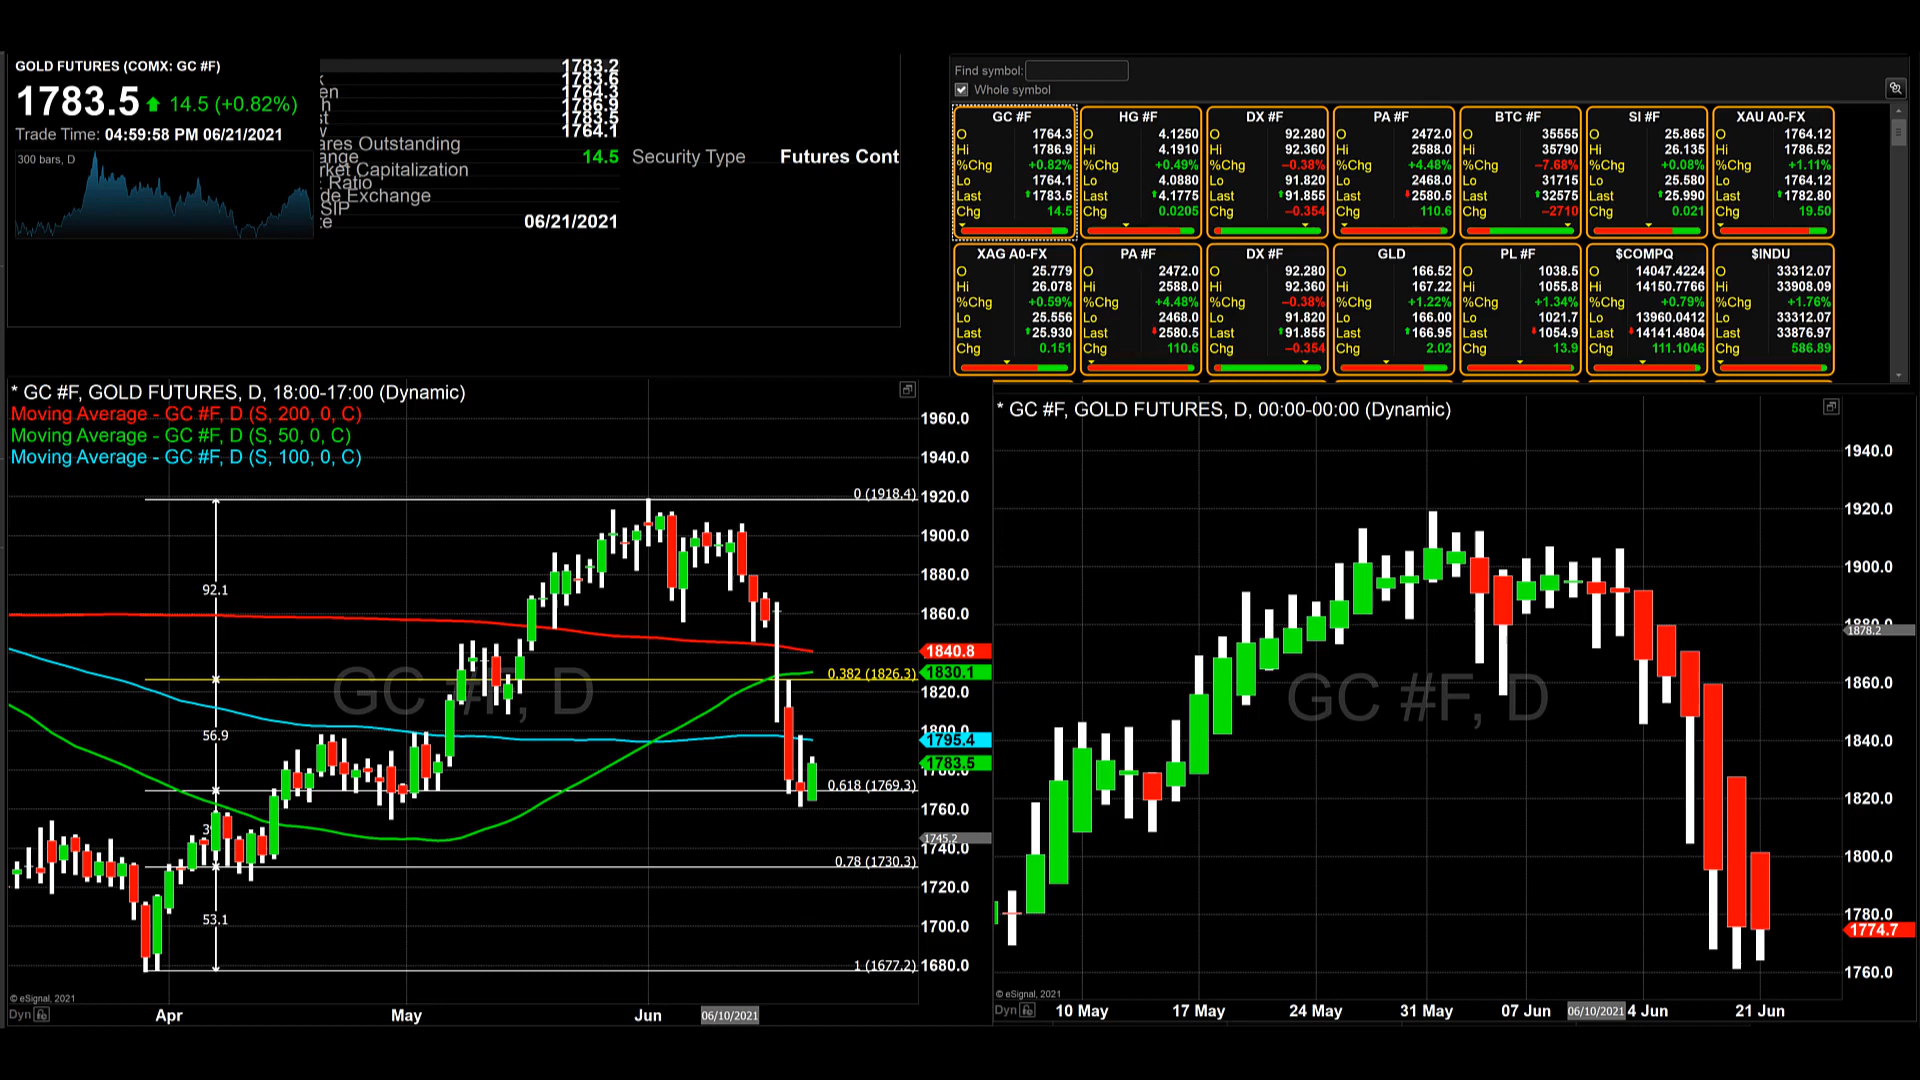 GOLD FUTURES (COMX: GC #F)
1783.5 14.5 (+0.82%)
Trade Time: 04:59:58 PM 06/21/2021
300 bars, D
1783.2
1783.6
1764.3
1786.9
1783.5
1764.1
ares Outstanding
ange 14.5 Security Type Futures Cont
rket Capitalization
Ratio
de Exchange
SIP
06/21/2021
Find symbol:
Whole symbol
GC #F
O 1764.3
Hi 1786.9
%Chg +0.82%
Lo 1764.1
Last 1783.5
Chg 14.5
HG #F
O 4.1250
Hi 4.1910
%Chg +0.49%
Lo 4.0880
Last 4.1775
Chg 0.0205
DX #F
O 92.280
Hi 92.360
%Chg -0.38%
Lo 91.820
Last 91.855
Chg -0.354
PA #F
O 2472.0
Hi 2588.0
%Chg +4.48%
Lo 2468.0
Last 2580.5
Chg 110.6
BTC #F
O 35555
Hi 35790
%Chg -7.68%
Lo 31715
Last 32575
Chg -2710
SI #F
O 25.865
Hi 26.135
%Chg +0.08%
Lo 25.580
Last 25.990
Chg 0.021
XAU A0-FX
O 1764.12
Hi 1786.52
%Chg +1.11%
Lo 1764.12
Last 1782.80
Chg 19.50
XAG A0-FX
O 25.779
Hi 26.078
%Chg +0.59%
Lo 25.556
Last 25.930
Chg 0.151
PA #F
O 2472.0
Hi 2588.0
%Chg +4.48%
Lo 2468.0
Last 2580.5
Chg 110.6
DX #F
O 92.280
Hi 92.360
%Chg -0.38%
Lo 91.820
Last 91.855
Chg -0.354
GLD
O 166.52
Hi 167.22
%Chg +1.22%
Lo 166.00
Last 166.95
Chg 2.02
PL #F
O 1038.5
Hi 1055.8
%Chg +1.34%
Lo 1021.7
Last 1054.9
Chg 13.9
$COMPQ
O 14047.4224
Hi 14150.7766
%Chg +0.79%
Lo 13960.0412
Last 14141.4804
Chg 111.1046
$INDU
O 33312.07
Hi 33908.09
%Chg +1.76%
Lo 33312.07
Last 33876.97
Chg 586.89
* GC #F, GOLD FUTURES, D, 18:00-17:00 (Dynamic)
Moving Average - GC #F, D (S, 200, 0, C)
Moving Average - GC #F, D (S, 50, 0, C)
Moving Average - GC #F, D (S, 100, 0, C)
GC #F, D
0 (1918.4)
0.382 (1826.3)
0.618 (1769.3)
0.78 (1730.3)
1 (1677.2)
92.1
56.9
53.1
1960.0
1940.0
1920.0
1900.0
1880.0
1860.0
1840.8
1830.1
1820.0
1795.4
1783.5
1760.0
1745.2
1740.0
1720.0
1700.0
1680.0
© eSignal, 2021
Dyn
Apr May Jun 06/10/2021
* GC #F, GOLD FUTURES, D, 00:00-00:00 (Dynamic)
GC #F, D
1940.0
1920.0
1900.0
1878.2
1860.0
1840.0
1820.0
1800.0
1780.0
1774.7
1760.0
© eSignal, 2021
Dyn
10 May 17 May 24 May 31 May 07 Jun 06/10/2021 4 Jun 21 Jun